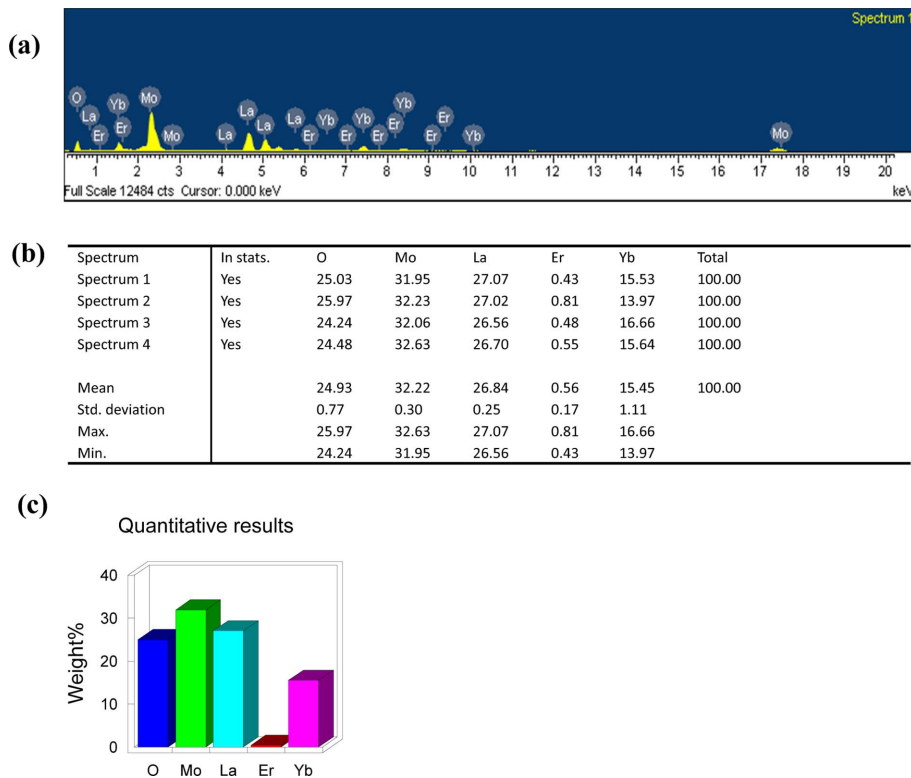 (a)
Spectrum 1
O La Er Yb Er Mo Mo La La La La Er Yb Er Yb Er Er Yb Er Er Yb Mo
1 2 3 4 5 6 7 8 9 10 11 12 13 14 15 16 17 18 19 20
Full Scale 12484 cts Cursor: 0.000 keV keV
(b)
Spectrum In stats. O Mo La Er Yb Total
Spectrum 1 Yes 25.03 31.95 27.07 0.43 15.53 100.00
Spectrum 2 Yes 25.97 32.23 27.02 0.81 13.97 100.00
Spectrum 3 Yes 24.24 32.06 26.56 0.48 16.66 100.00
Spectrum 4 Yes 24.48 32.63 26.70 0.55 15.64 100.00
Mean 24.93 32.22 26.84 0.56 15.45 100.00
Std. deviation 0.77 0.30 0.25 0.17 1.11
Max. 25.97 32.63 27.07 0.81 16.66
Min. 24.24 31.95 26.56 0.43 13.97
(c)
Quantitative results
Weight%
40
30
20
10
0
O Mo La Er Yb